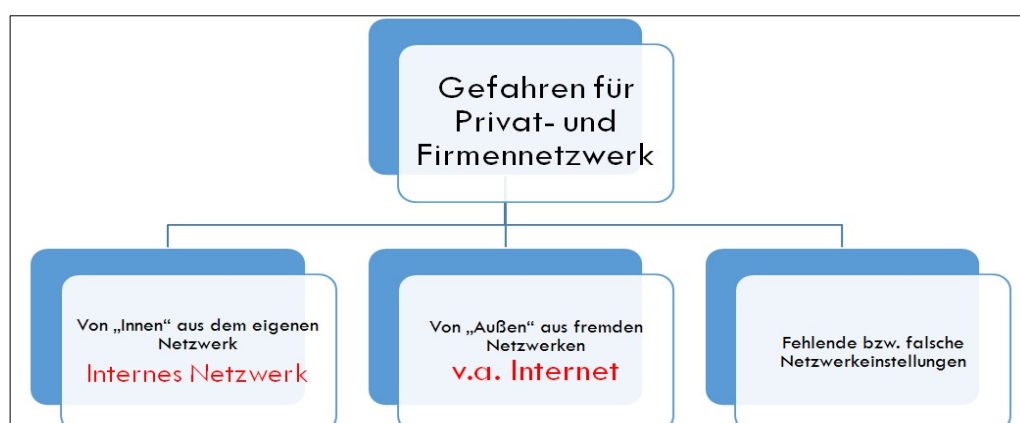 Gefahren für
Privat- und
Firmennetzwerk
Von „Innen“ aus dem eigenen
Netzwerk
Internes Netzwerk
Von „Außen“ aus fremden
Netzwerken
v.a. Internet
Fehlende bzw. falsche
Netzwerkeinstellungen